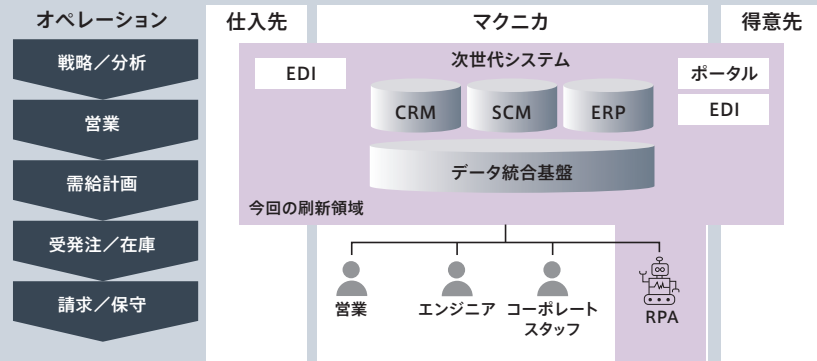 オペレーション
戦略／分析
営業
需給計画
受発注／在庫
請求／保守
仕入先
マクニカ
得意先
次世代システム
EDI
CRM
SCM
ERP
ポータル
EDI
データ統合基盤
今回の刷新領域
営業
エンジニア
コーポレート
スタッフ
RPA